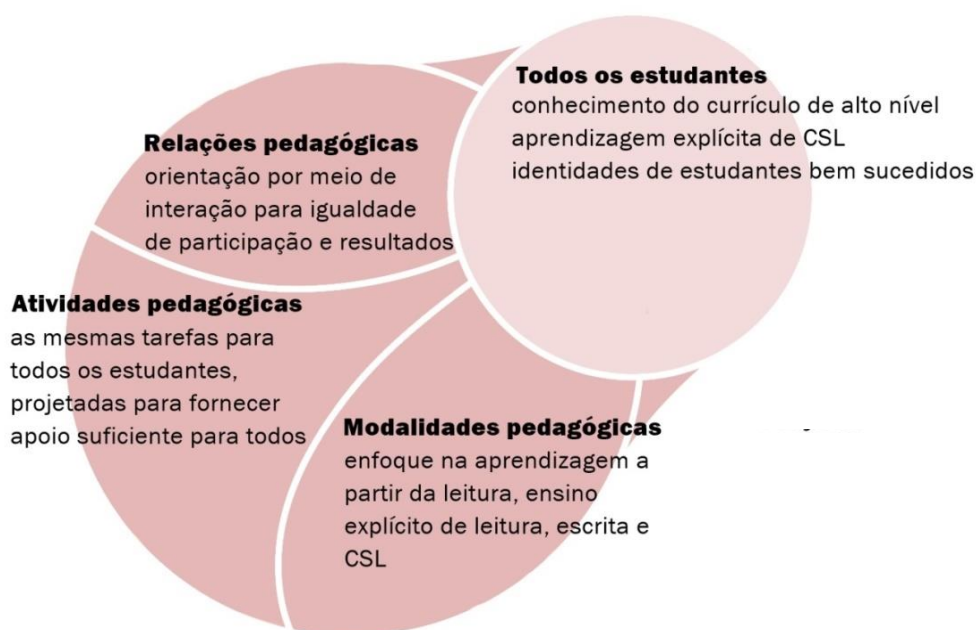 Todos os estudantes
conhecimento do currículo de alto nível
aprendizagem explícita de CSL
identidades de estudantes bem sucedidos
Relações pedagógicas
orientação por meio de
interação para igualdade
de participação e resultados
Atividades pedagógicas
as mesmas tarefas para
todos os estudantes,
projetadas para fornecer
apoio suficiente para todos
Modalidades pedagógicas
enfoque na aprendizagem a
partir da leitura, ensino
explícito de leitura, escrita e
CSL